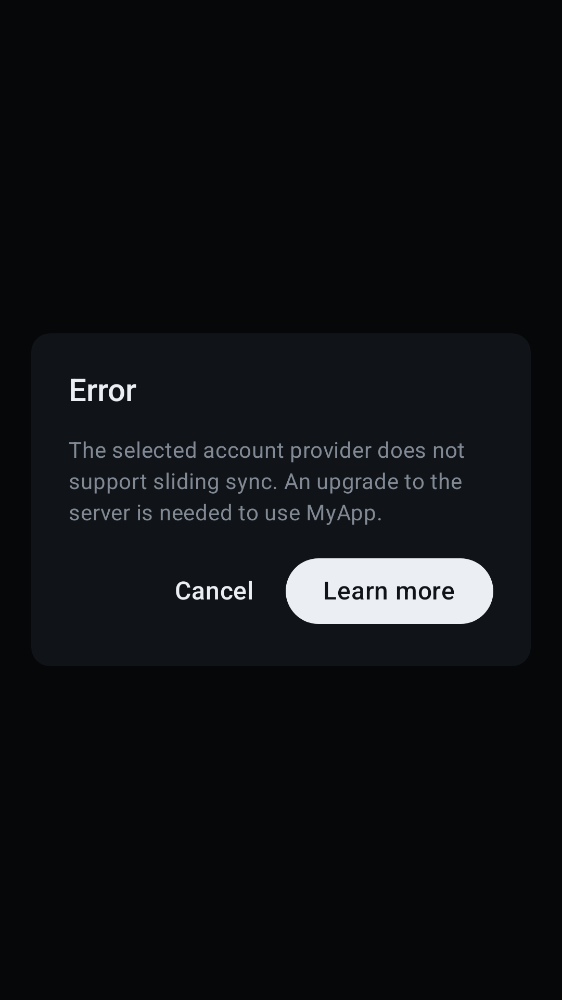 Error
The selected account provider does not
support sliding sync. An upgrade to the
server is needed to use MyApp.
Cancel
Learn more